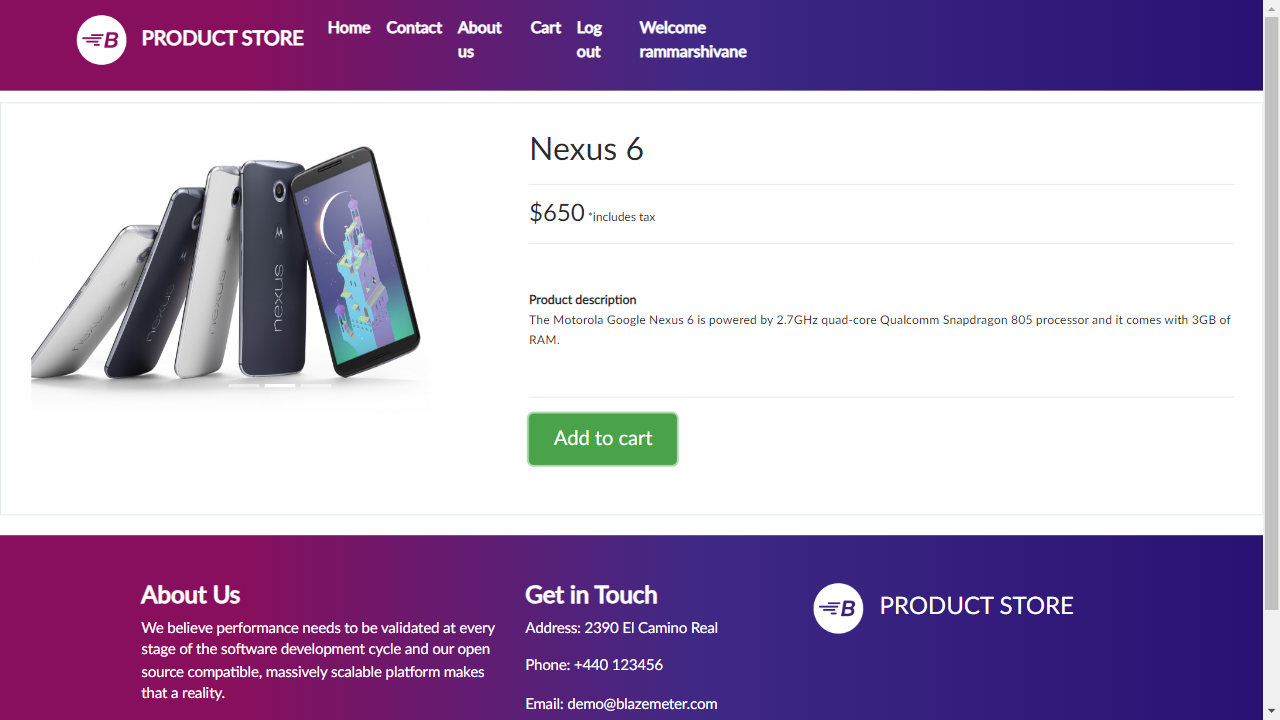 B PRODUCT STORE
Home Contact About us Cart Log out Welcome rammarshivane
Nexus 6
$650 *includes tax
Product description
The Motorola Google Nexus 6 is powered by 2.7GHz quad-core Qualcomm Snapdragon 805 processor and it comes with 3GB of
RAM.
nexus
nexus
nexus
nexus
Add to cart
About Us
We believe performance needs to be validated at every
stage of the software development cycle and our open
source compatible, massively scalable platform makes
that a reality.
Get in Touch
Address: 2390 El Camino Real
Phone: +440 123456
Email: demo@blazemeter.com
B PRODUCT STORE